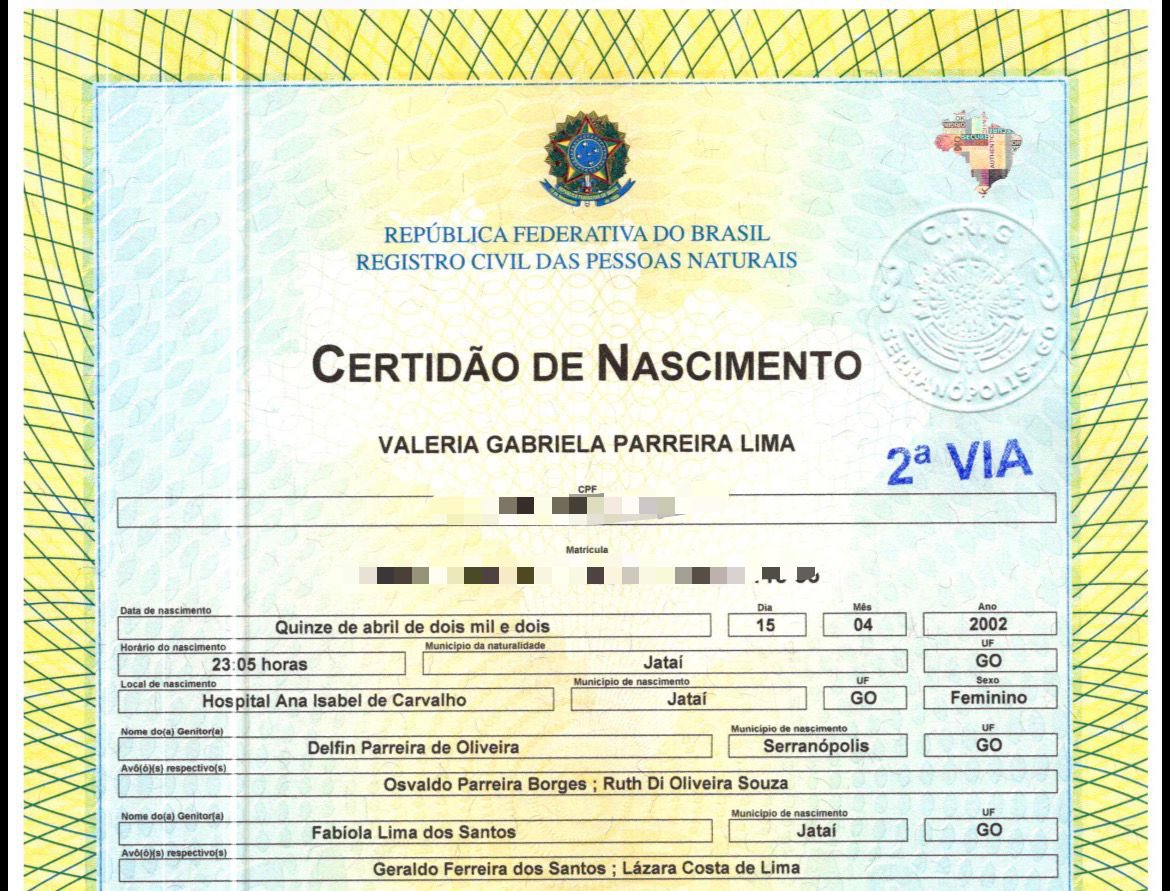 REPÚBLICA FEDERATIVA DO BRASIL
REGISTRO CIVIL DAS PESSOAS NATURAIS
C.R.G
SERRANÓPOLIS - GO
SECURE
AUTHENTIC
CERTIDÃO DE NASCIMENTO
VALERIA GABRIELA PARREIRA LIMA
2ª VIA
CPF
Matrícula
Data de nascimento Dia Mês Ano
Quinze de abril de dois mil e dois 15 04 2002
Horário do nascimento Município da naturalidade UF
23:05 horas Jataí GO
Local de nascimento Município de nascimento UF Sexo
Hospital Ana Isabel de Carvalho Jataí GO Feminino
Nome do(a) Genitor(a) Município de nascimento UF
Delfin Parreira de Oliveira Serranópolis GO
Avô(ó)(s) respectivo(s)
Osvaldo Parreira Borges ; Ruth Di Oliveira Souza
Nome do(a) Genitor(a) Município de nascimento UF
Fabíola Lima dos Santos Jataí GO
Avô(ó)(s) respectivo(s)
Geraldo Ferreira dos Santos ; Lázara Costa de Lima